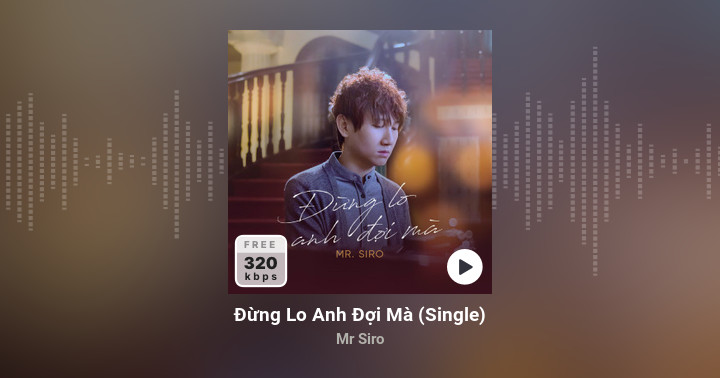 Đừng lo
anh đợi mà
MR. SIRO
FREE
320
kbps
Đừng Lo Anh Đợi Mà (Single)
Mr Siro